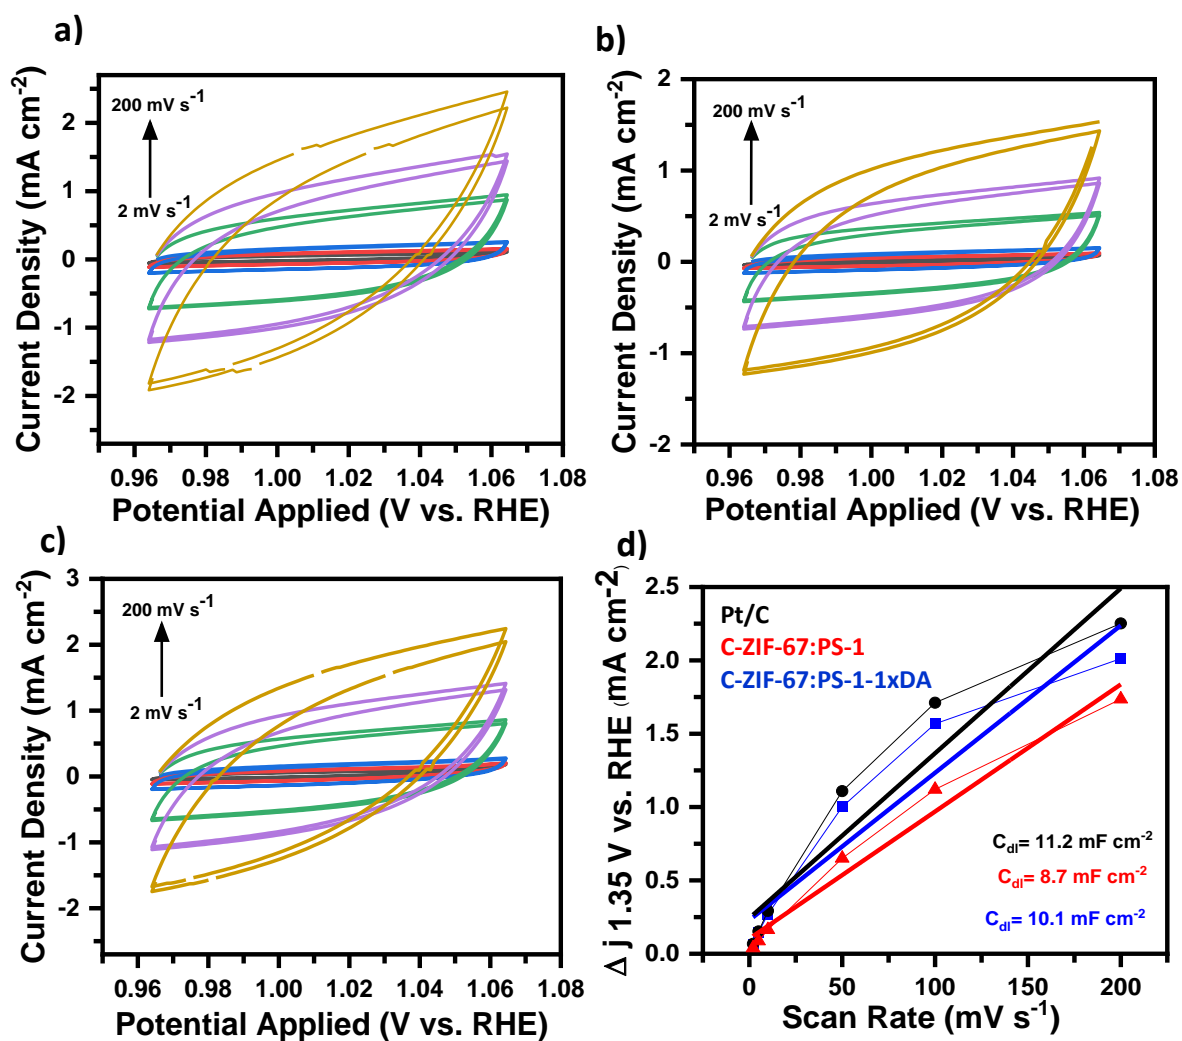 a)
Current Density (mA cm-2)
2
1
0
-1
-2
200 mV s-1
2 mV s-1
0.96 0.98 1.00 1.02 1.04 1.06 1.08
Potential Applied (V vs. RHE)
b)
Current Density (mA cm-2)
2
1
0
-1
-2
200 mV s-1
2 mV s-1
0.96 0.98 1.00 1.02 1.04 1.06 1.08
Potential Applied (V vs. RHE)
c)
Current Density (mA cm-2)
3
2
1
0
-1
-2
200 mV s-1
2 mV s-1
0.96 0.98 1.00 1.02 1.04 1.06 1.08
Potential Applied (V vs. RHE)
d)
Δ j 1.35 V vs. RHE (mA cm-2)
2.5
2.0
1.5
1.0
0.5
0.0
Pt/C
C-ZIF-67:PS-1
C-ZIF-67:PS-1-1xDA
Cdl= 11.2 mF cm-2
Cdl= 8.7 mF cm-2
Cdl= 10.1 mF cm-2
0 50 100 150 200
Scan Rate (mV s-1)